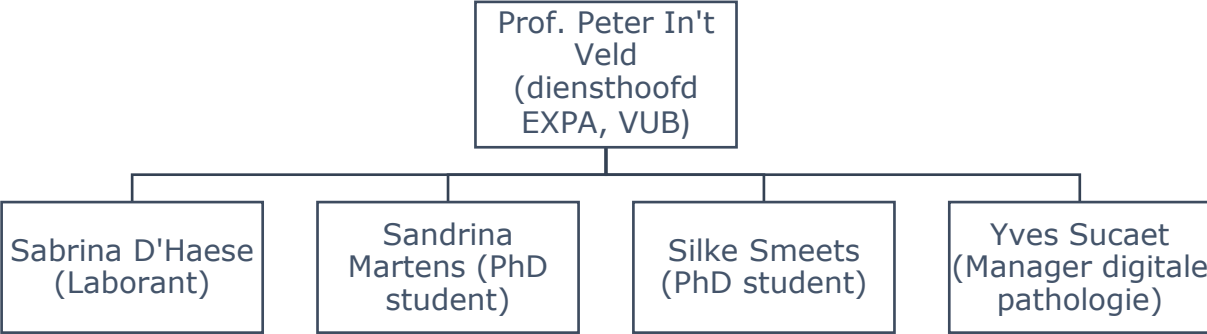 Prof. Peter In't
Veld
(diensthoofd
EXPA, VUB)
Sabrina D'Haese
(Laborant)
Sandrina
Martens (PhD
student)
Silke Smeets
(PhD student)
Yves Sucaet
(Manager digitale
pathologie)